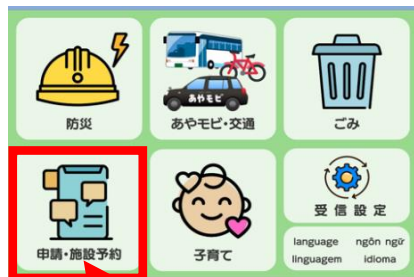 防災
あやモビ
あやモビ・交通
ごみ
申請・施設予約
子育て
受信設定
language ngôn ngữ
linguagem idioma